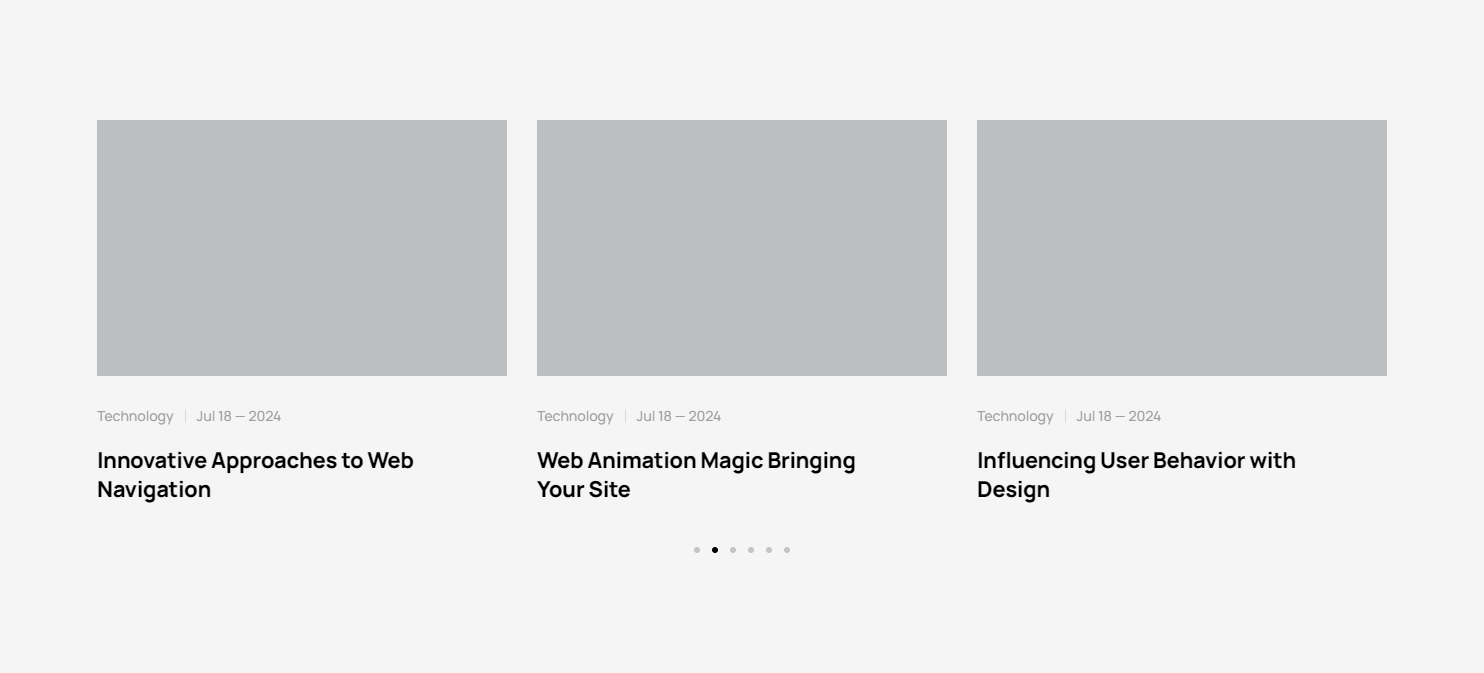 Technology Jul 18 — 2024
Innovative Approaches to Web
Navigation
Technology Jul 18 — 2024
Web Animation Magic Bringing
Your Site
Technology Jul 18 — 2024
Influencing User Behavior with
Design